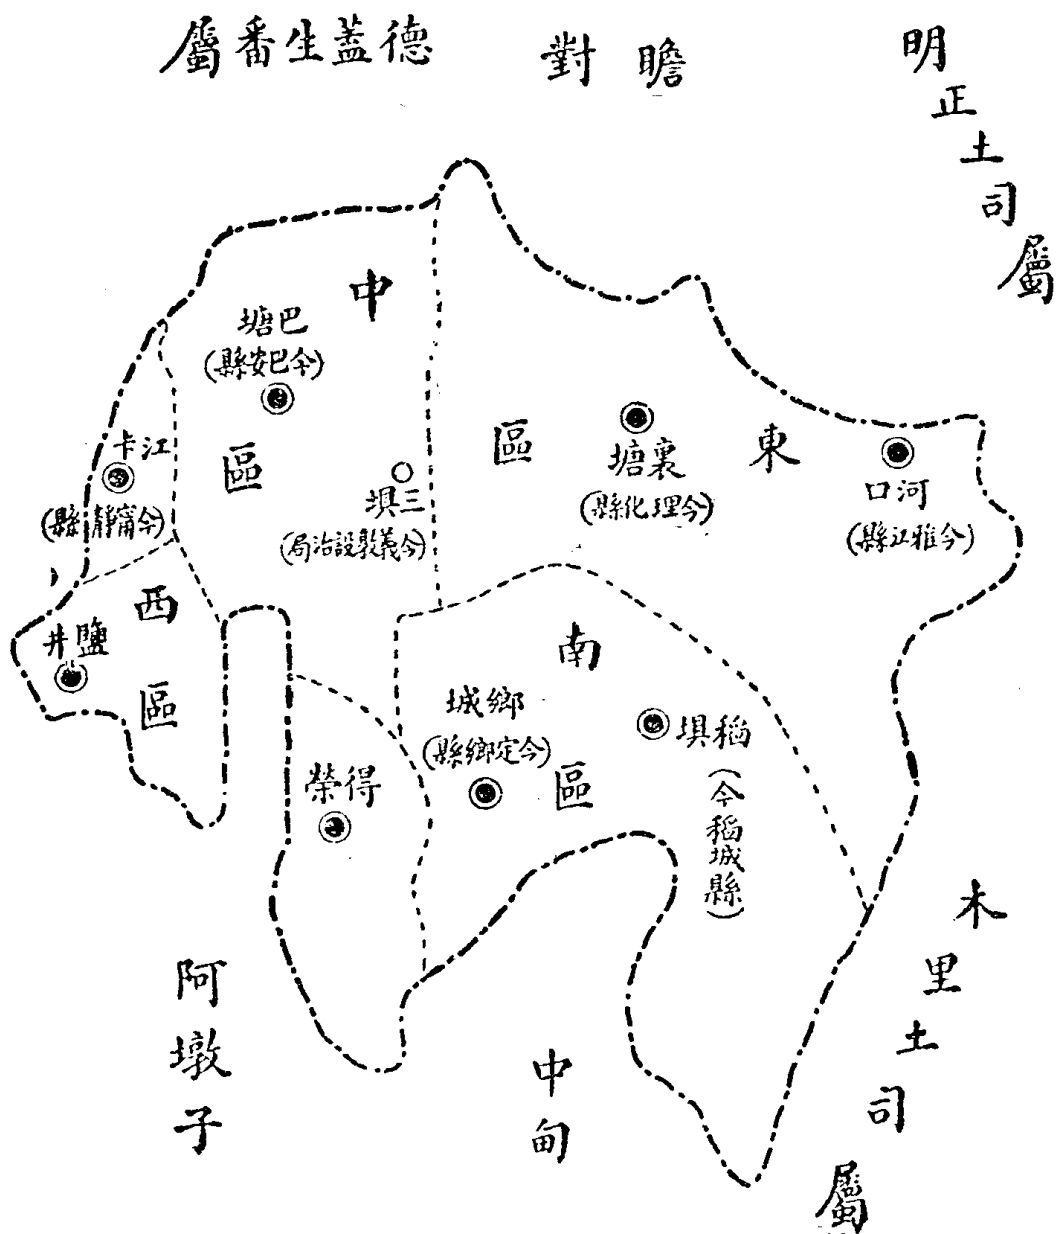 德蓋生番屬
瞻對
明正土司屬
中區
巴塘
(今巴安縣)
三垻
(今義敦設治局)
東區
裏塘
(今理化縣)
河口
(今雅江縣)
江卡
(今甯靜縣)
西區
鹽井
南區
鄉城
(今定鄉縣)
稻垻
(今稻城縣)
得榮
阿墩子
中甸
木里土司屬